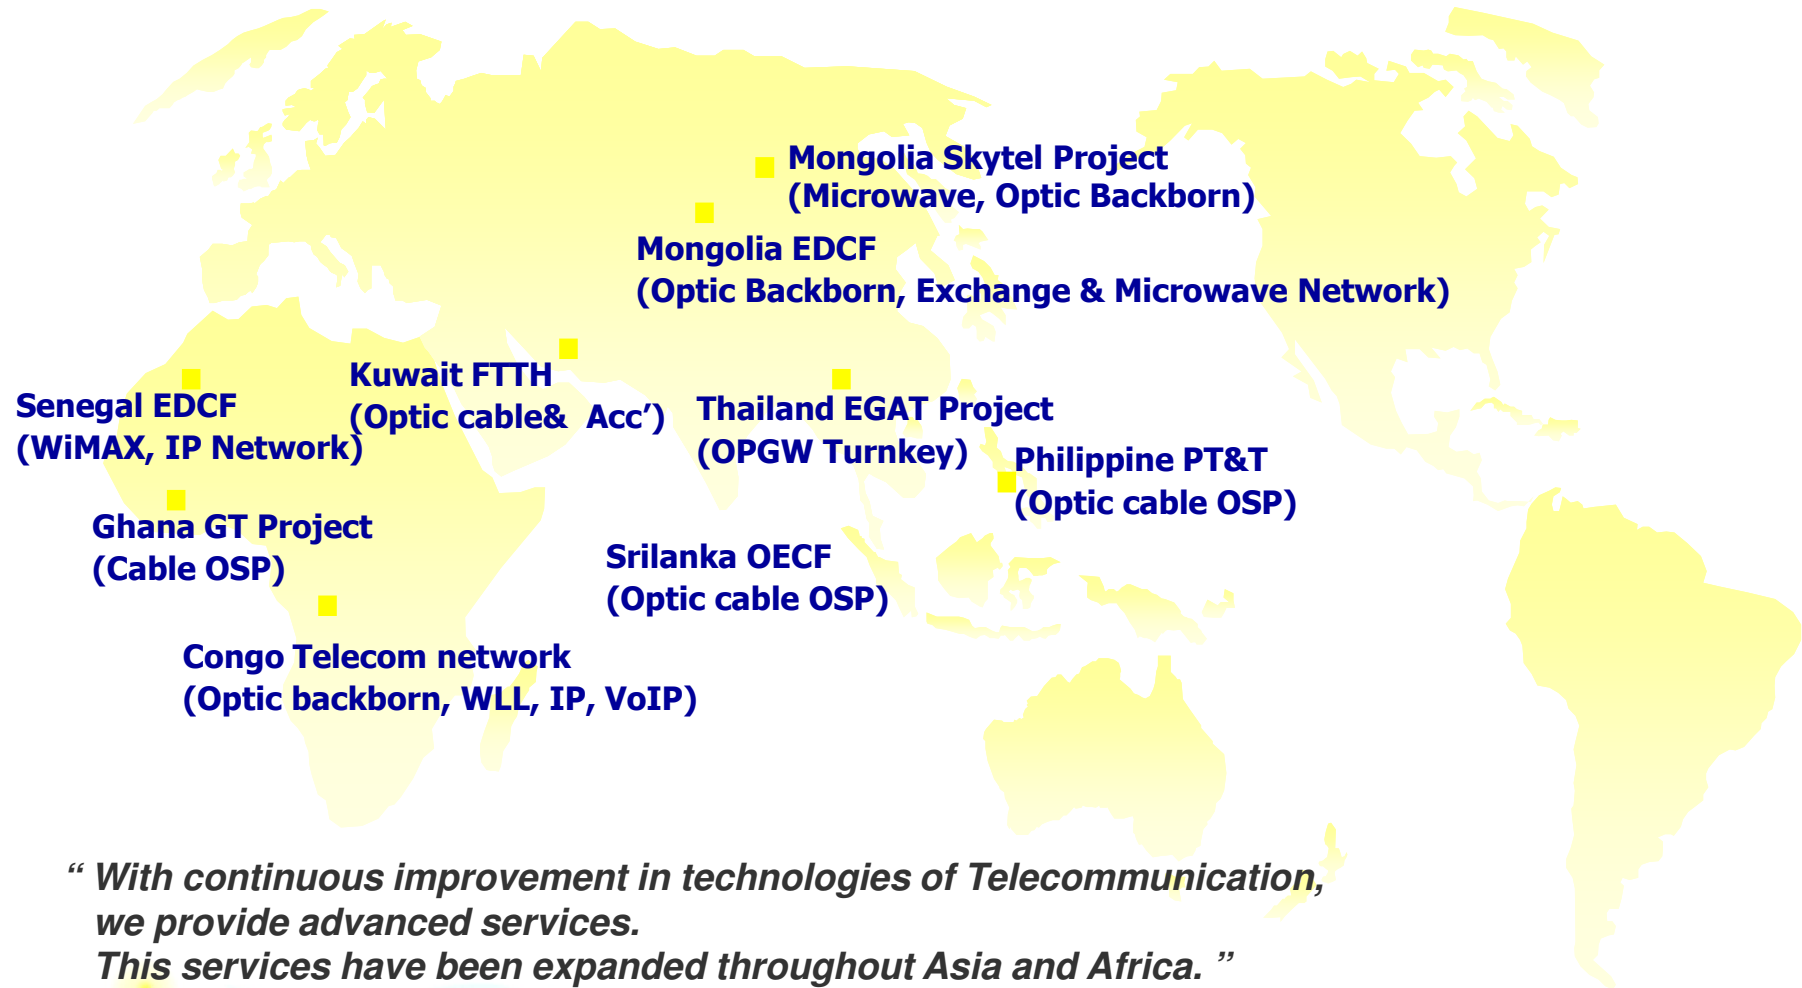 Mongolia Skytel Project
(Microwave, Optic Backborn)
Mongolia EDCF
(Optic Backborn, Exchange & Microwave Network)
Kuwait FTTH
(Optic cable&  Acc’)
Senegal EDCF
(WiMAX, IP Network)
Thailand EGAT Project
(OPGW Turnkey)
Philippine PT&T
(Optic cable OSP)
Ghana GT Project
(Cable OSP)
Srilanka OECF
(Optic cable OSP)
Congo Telecom network
(Optic backborn, WLL, IP, VoIP)
“ With continuous improvement in technologies of Telecommunication,
we provide advanced services.
This services have been expanded throughout Asia and Africa. ”